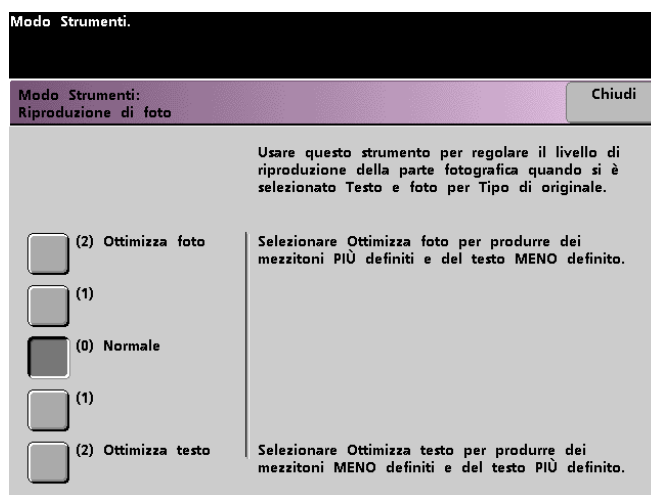 Modo Strumenti.
Modo Strumenti:
Riproduzione di foto
Chiudi
Usare questo strumento per regolare il livello di
riproduzione della parte fotografica quando si è
selezionato Testo e foto per Tipo di originale.
(2) Ottimizza foto
Selezionare Ottimizza foto per produrre dei
mezzitoni PIÙ definiti e del testo MENO definito.
(1)
(0) Normale
(1)
(2) Ottimizza testo
Selezionare Ottimizza testo per produrre dei
mezzitoni MENO definiti e del testo PIÙ definito.